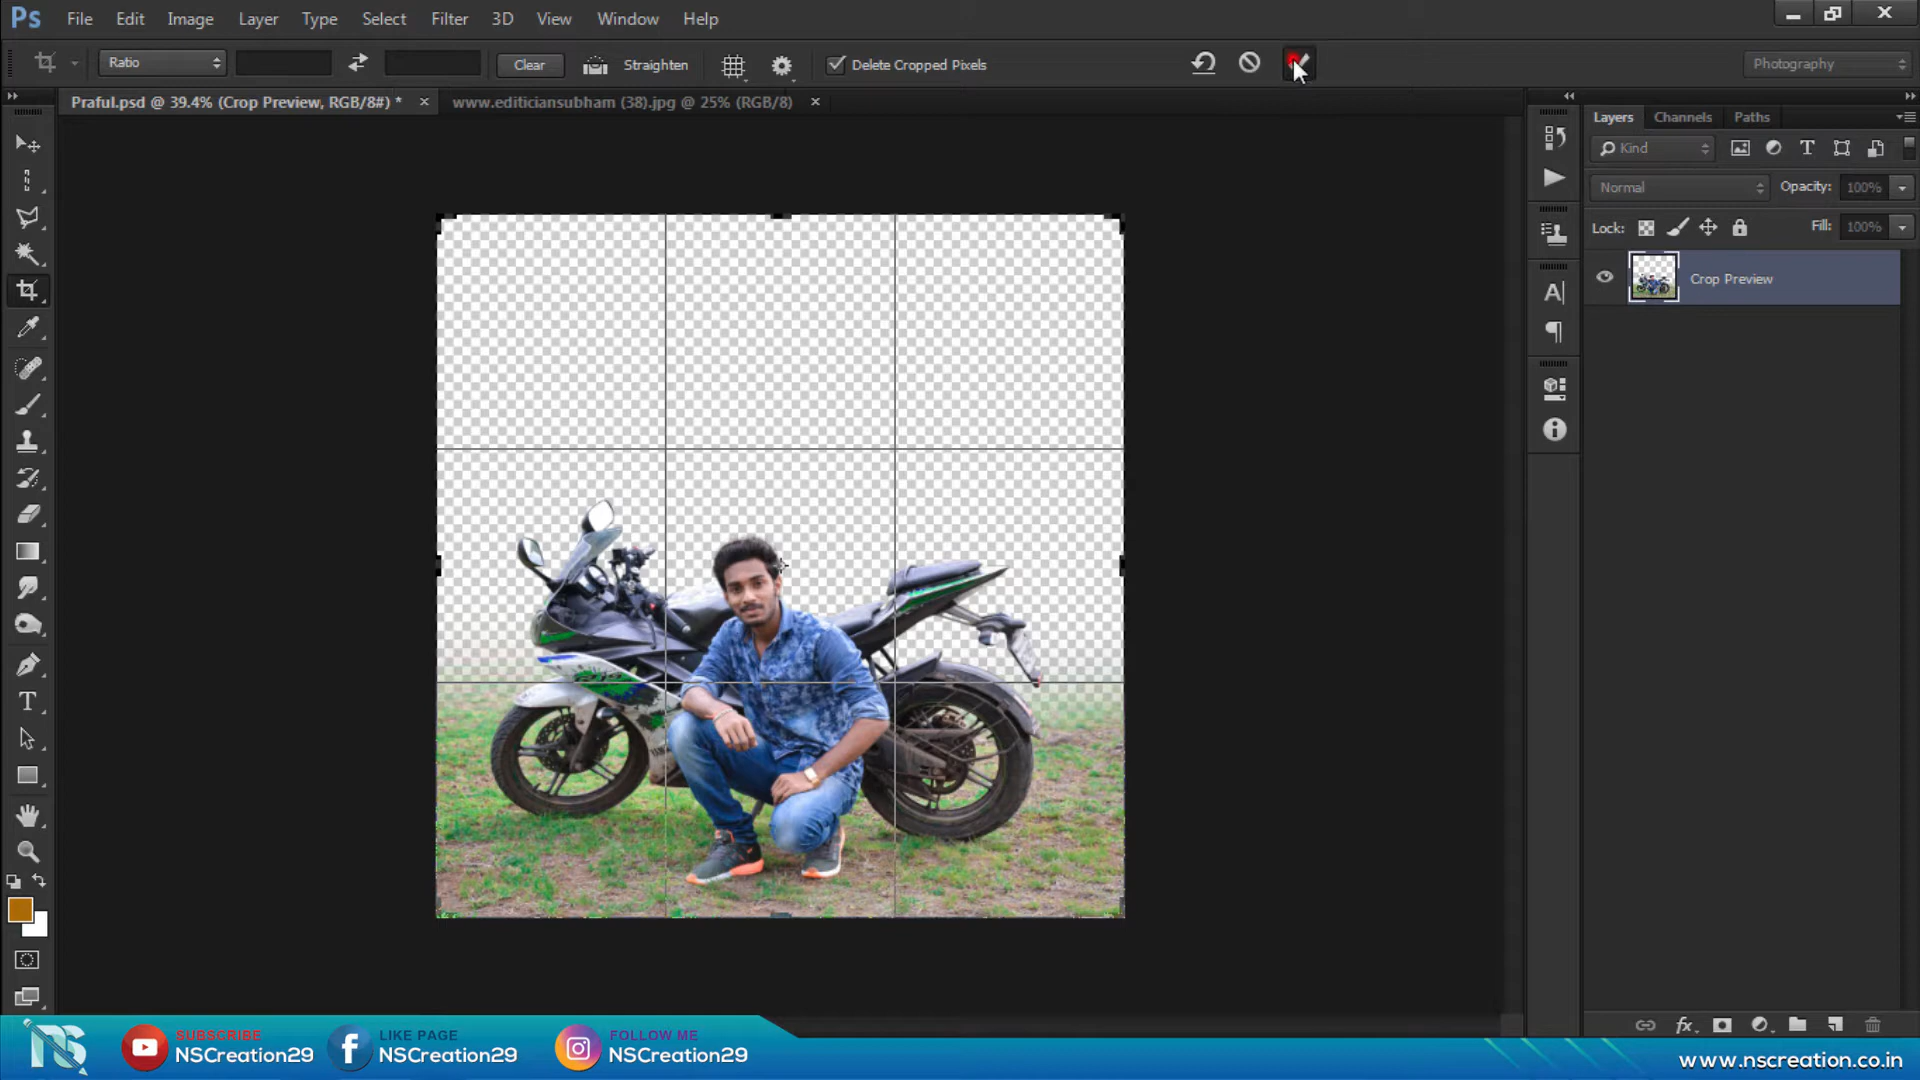 Ps File Edit Image Layer Type Select Filter 3D View Window Help
Ratio Clear Straighten Delete Cropped Pixels Photography
Praful.psd @ 39.4% (Crop Preview, RGB/8#) * × www.editiciansubham (38).jpg @ 25% (RGB/8) ×
Layers Channels Paths
Kind
Normal Opacity: 100%
Lock: Fill: 100%
Crop Preview
SUBSCRIBE
NSCreation29
LIKE PAGE
NSCreation29
FOLLOW ME
NSCreation29
www.nscreation.co.in